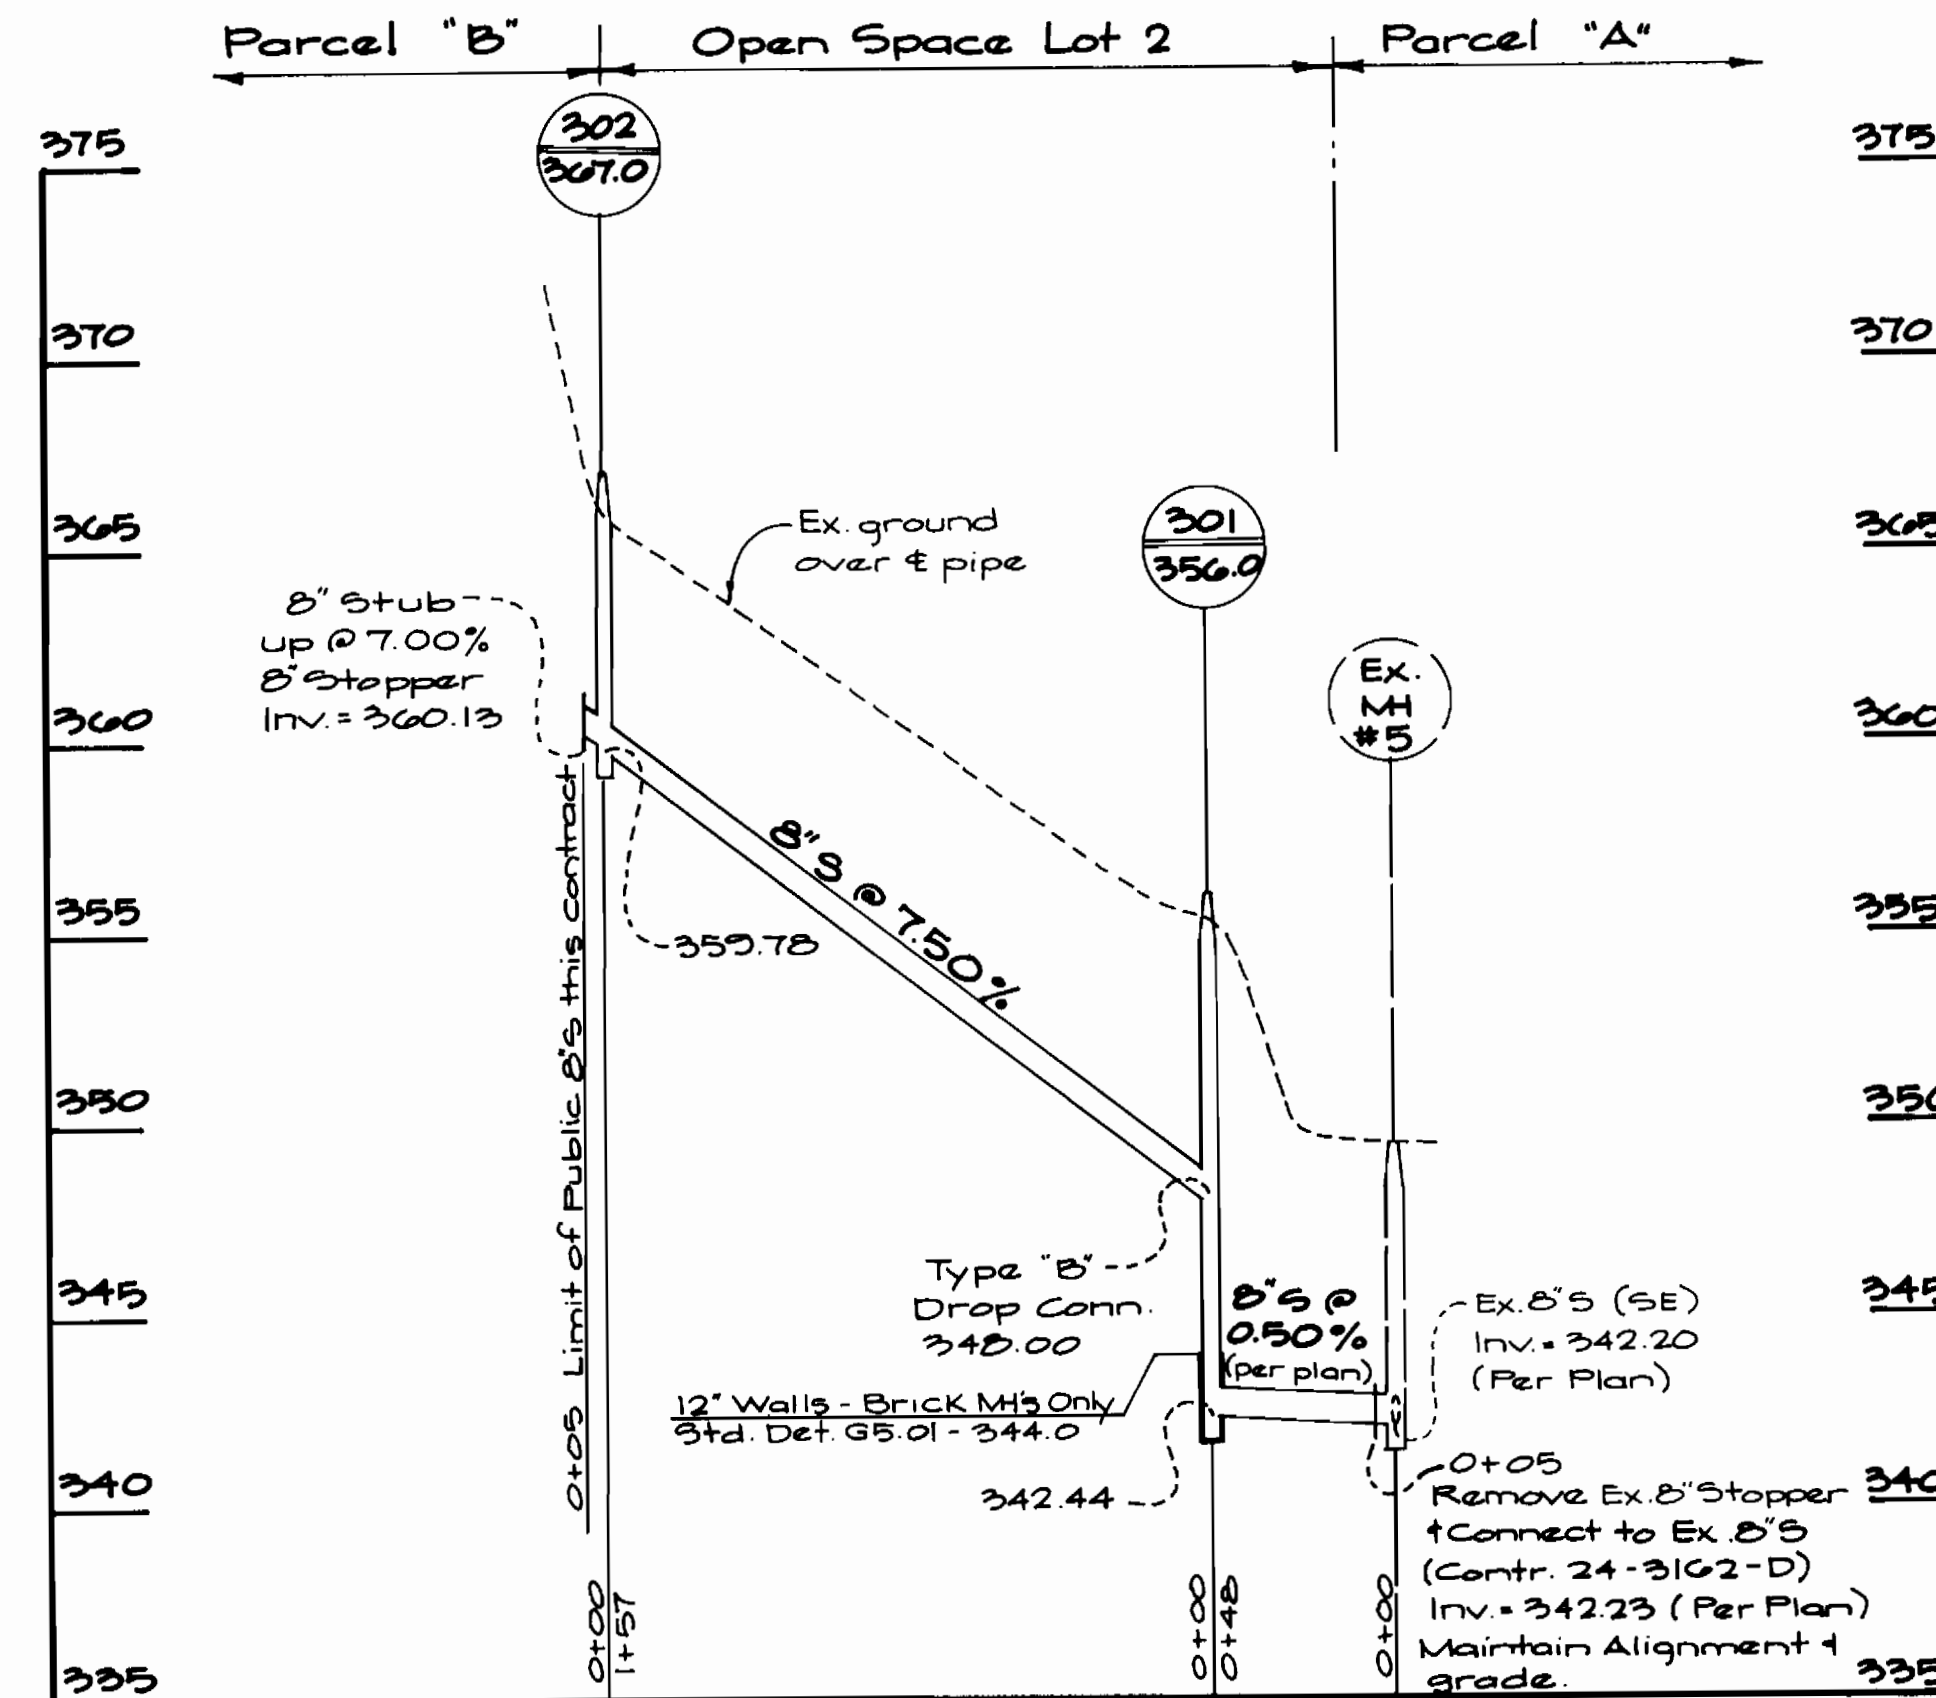 Parcel "B"
Open Space Lot 2
Parcel "A"
302
367.0
375
375
370
370
365
365
360
360
355
355
350
350
345
345
340
340
335
335
Ex. ground
over ℄ pipe
301
356.0
Ex.
MH
#5
8" Stub
up @ 7.00%
8" Stopper
Inv. = 360.13
359.78
8"S @ 7.50%
0+05 Limit of Public 8"S this contract
Type "B"
Drop Conn.
348.00
8"S @
0.50%
(per plan)
Ex. 8"S (SE)
Inv. = 342.20
(Per Plan)
12" Walls - Brick MH's Only
Std. Det. G5.01 - 344.0
342.44
0+05
Remove Ex. 8" Stopper
& Connect to Ex. 8"S
(Contr. 24-3162-D)
Inv. = 342.23 (Per Plan)
Maintain Alignment &
grade.
0+00
1+57
0+00
0+48
0+00